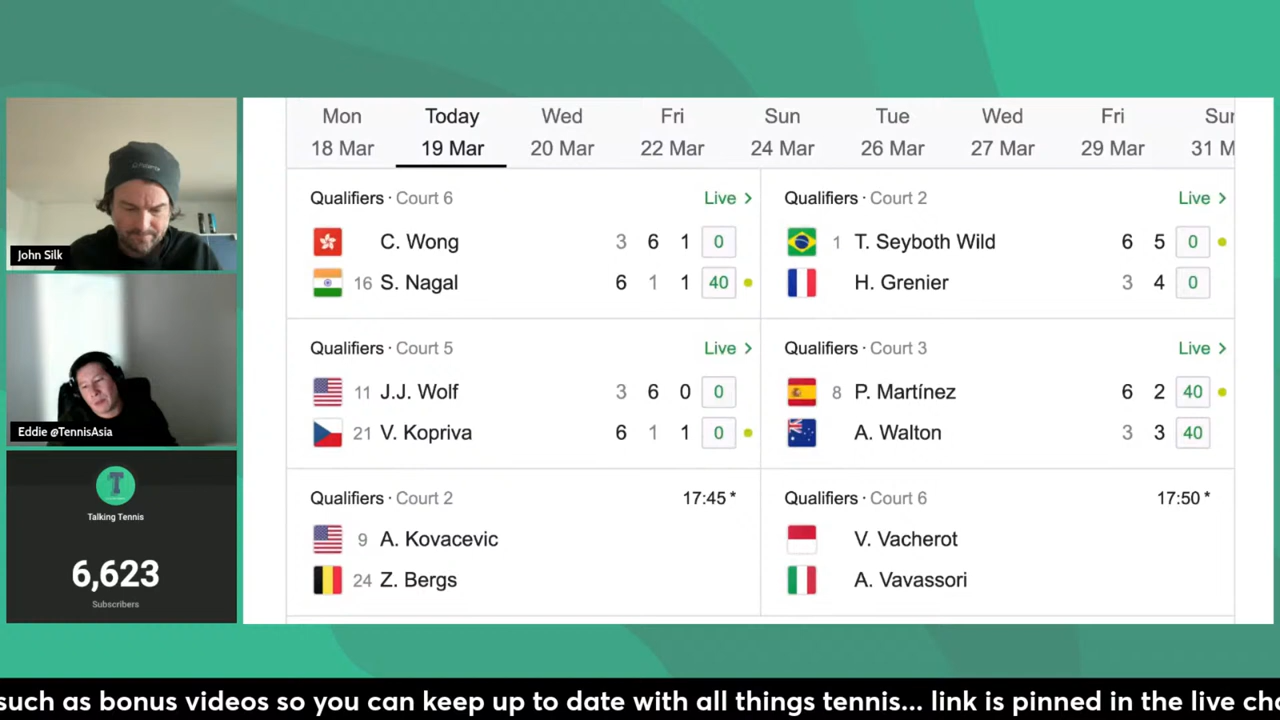 Mon Today Wed Fri Sun Tue Wed Fri Sur
18 Mar 19 Mar 20 Mar 22 Mar 24 Mar 26 Mar 27 Mar 29 Mar 31 M
Qualifiers · Court 6 Live >
C. Wong 3 6 1 0
16 S. Nagal 6 1 1 40
Qualifiers · Court 2 Live >
1 T. Seyboth Wild 6 5 0
H. Grenier 3 4 0
Qualifiers · Court 5 Live >
11 J.J. Wolf 3 6 0 0
21 V. Kopriva 6 1 1 0
Qualifiers · Court 3 Live >
8 P. Martínez 6 2 40
A. Walton 3 3 40
Qualifiers · Court 2 17:45 *
9 A. Kovacevic
24 Z. Bergs
Qualifiers · Court 6 17:50 *
V. Vacherot
A. Vavassori
John Silk
Eddie @TennisAsia
T
Talking Tennis
6,623
Subscribers
such as bonus videos so you can keep up to date with all things tennis... link is pinned in the live cha